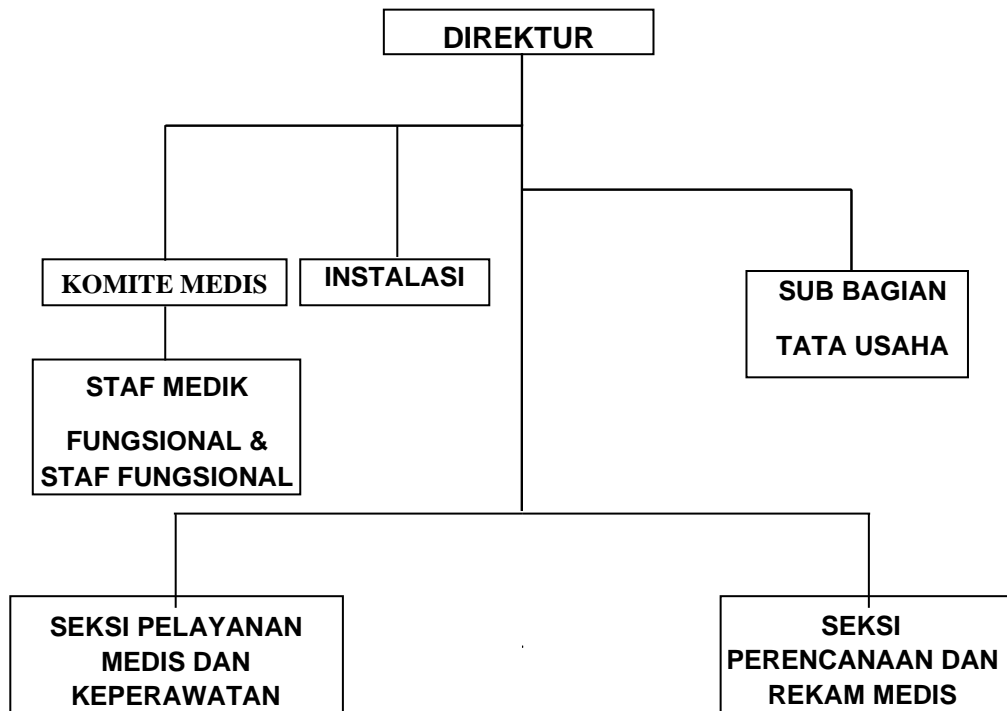 DIREKTUR
KOMITE MEDIS
INSTALASI
SUB BAGIAN
TATA USAHA
STAF MEDIK
FUNGSIONAL &
STAF FUNGSIONAL
SEKSI PELAYANAN
MEDIS DAN
KEPERAWATAN
SEKSI
PERENCANAAN DAN
REKAM MEDIS